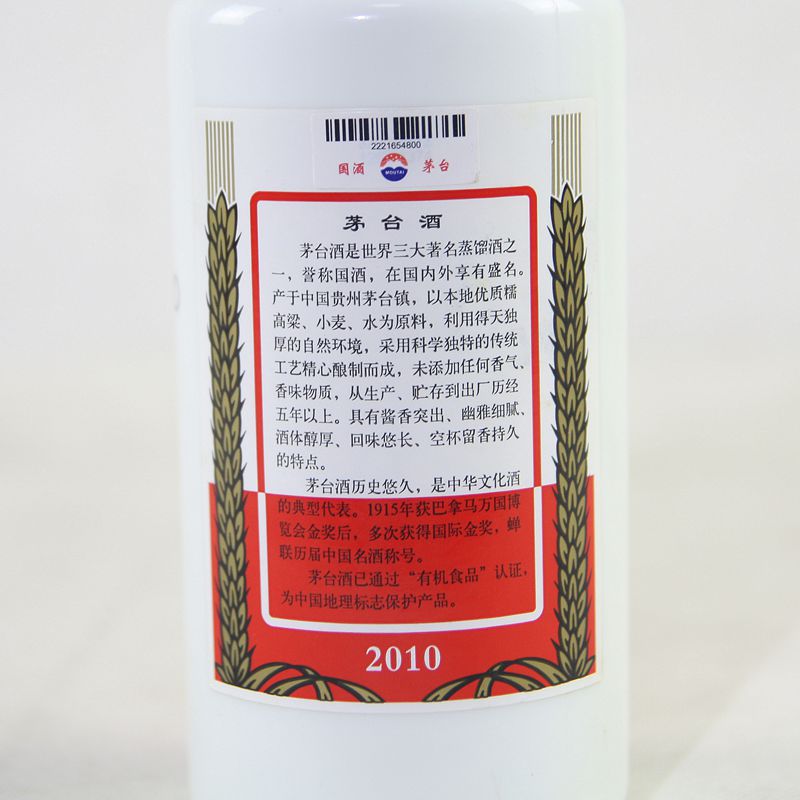 2221654800
国酒 MOUTAI 茅台
茅台酒
茅台酒是世界三大著名蒸馏酒之
一，誉称国酒，在国内外享有盛名。
产于中国贵州茅台镇，以本地优质糯
高粱、小麦、水为原料，利用得天独
厚的自然环境，采用科学独特的传统
工艺精心酿制而成，未添加任何香气、
香味物质，从生产、贮存到出厂历经
五年以上。具有酱香突出、幽雅细腻、
酒体醇厚、回味悠长、空杯留香持久
的特点。
茅台酒历史悠久，是中华文化酒
的典型代表。1915年获巴拿马万国博
览会金奖后，多次获得国际金奖，蝉
联历届中国名酒称号。
茅台酒已通过“有机食品”认证，
为中国地理标志保护产品。
2010